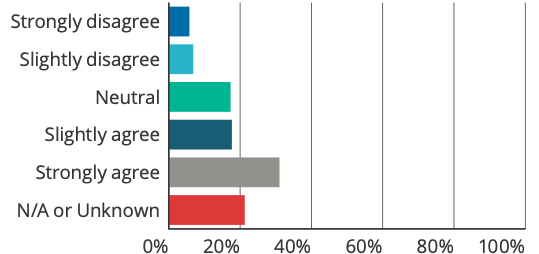 Strongly disagree
Slightly disagree
Neutral
Slightly agree
Strongly agree
N/A or Unknown
0% 20% 40% 60% 80% 100%